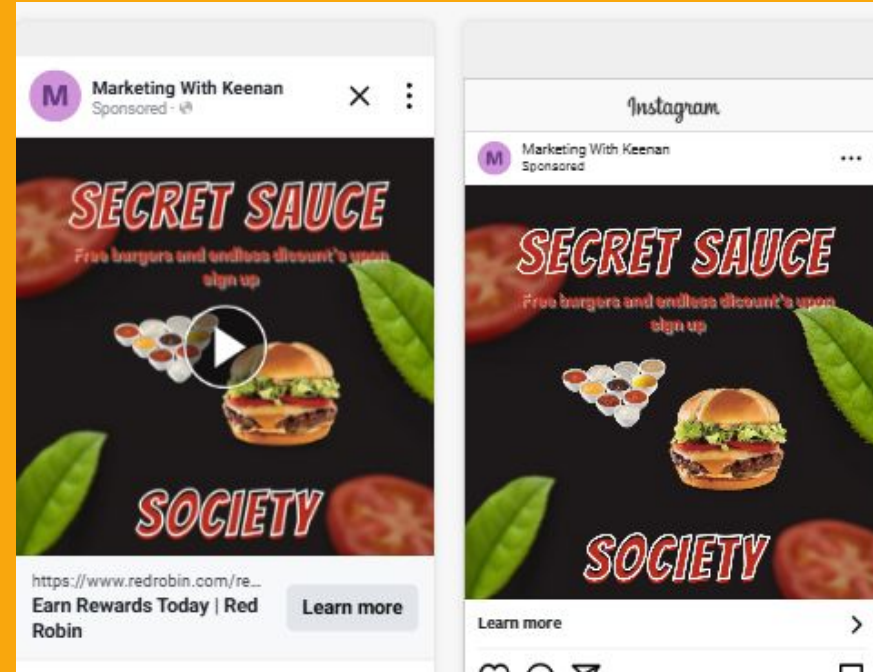 M
Marketing With Keenan
Sponsored ·
SECRET SAUCE
Free burgers and endless dicount's upon
sign up
SOCIETY
https://www.redrobin.com/re...
Earn Rewards Today | Red
Robin
Learn more
Instagram
M
Marketing With Keenan
Sponsored
SECRET SAUCE
Free burgers and endless dicount's upon
sign up
SOCIETY
Learn more